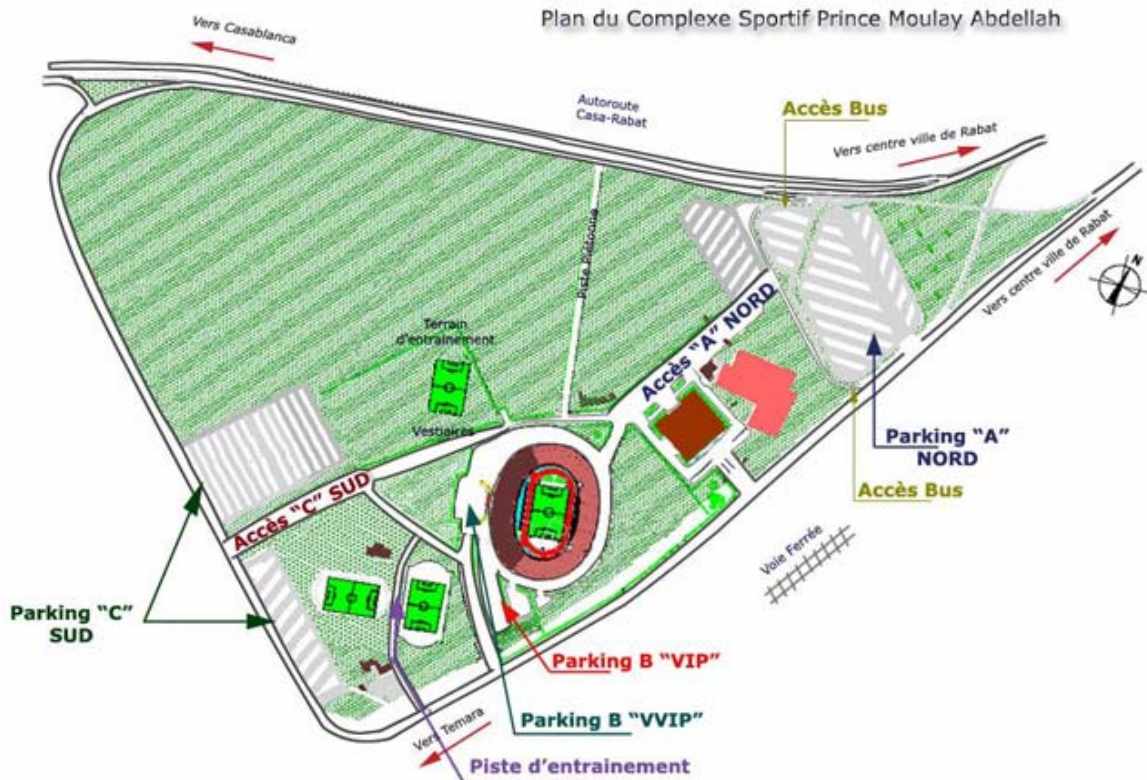 Plan du Complexe Sportif Prince Moulay Abdellah
Vers Casablanca
Autoroute
Casa-Rabat
Accès Bus
Vers centre ville de Rabat
Vers centre ville de Rabat
N
Piste Piétonne
Accès "A" NORD
Terrain
d'entrainement
Vestiaires
Parking "A"
NORD
Accès Bus
Accès "C" SUD
Voie Ferrée
Parking "C"
SUD
Parking B "VIP"
Parking B "VVIP"
Vers Temara
Piste d'entrainement